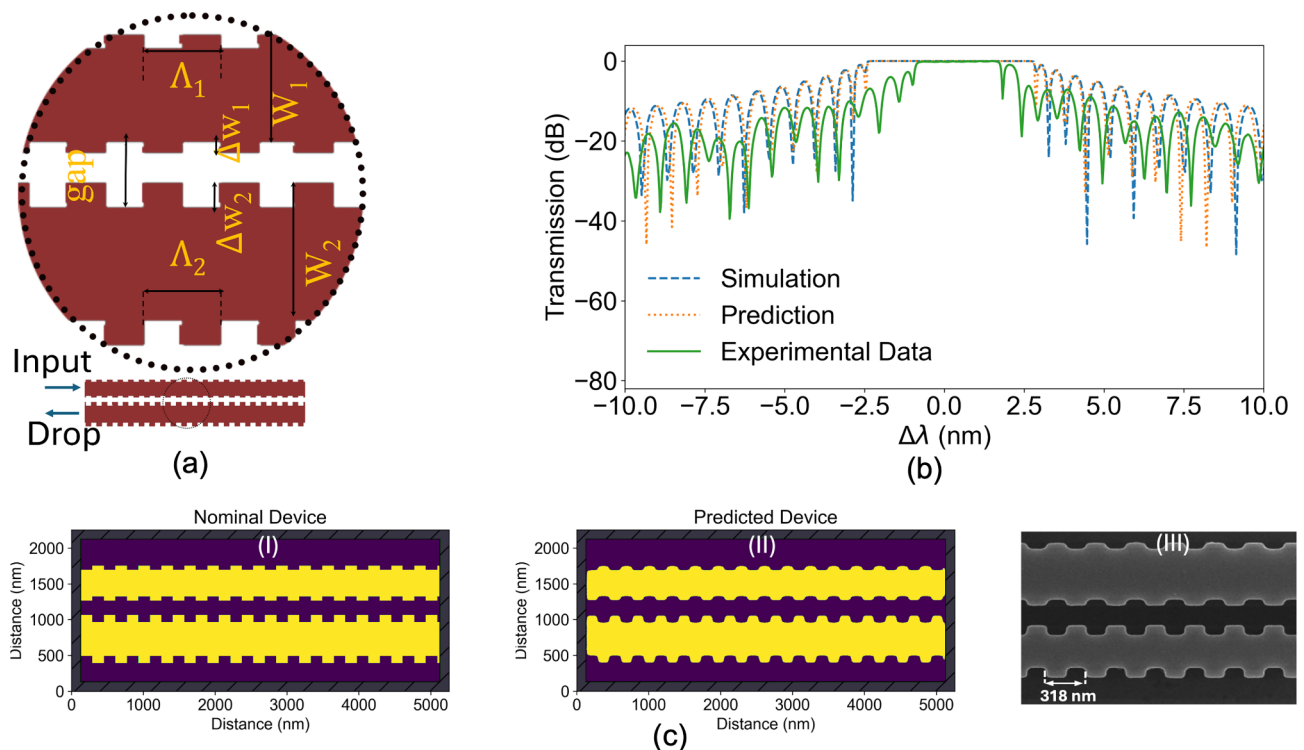 Λ₁
W₁
Δw₁
gap
Δw₂
Λ₂
W₂
Input
Drop
(a)
0
−20
−40
−60
−80
Transmission (dB)
Simulation
Prediction
Experimental Data
−10.0 −7.5 −5.0 −2.5 0.0 2.5 5.0 7.5 10.0
Δλ (nm)
(b)
Nominal Device
(I)
2000
1500
1000
500
0
Distance (nm)
0 1000 2000 3000 4000 5000
Distance (nm)
Predicted Device
(II)
2000
1500
1000
500
0
Distance (nm)
0 1000 2000 3000 4000 5000
Distance (nm)
(III)
318 nm
(c)